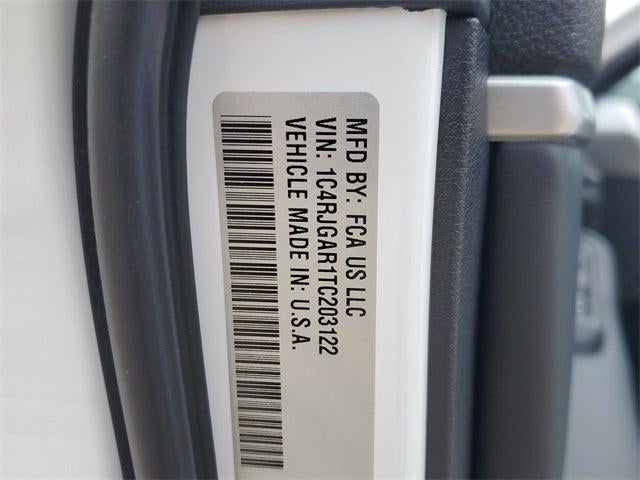 MFD BY: FCA US LLC
VIN: 1C4RJGAR1TC203122
VEHICLE MADE IN: U.S.A.